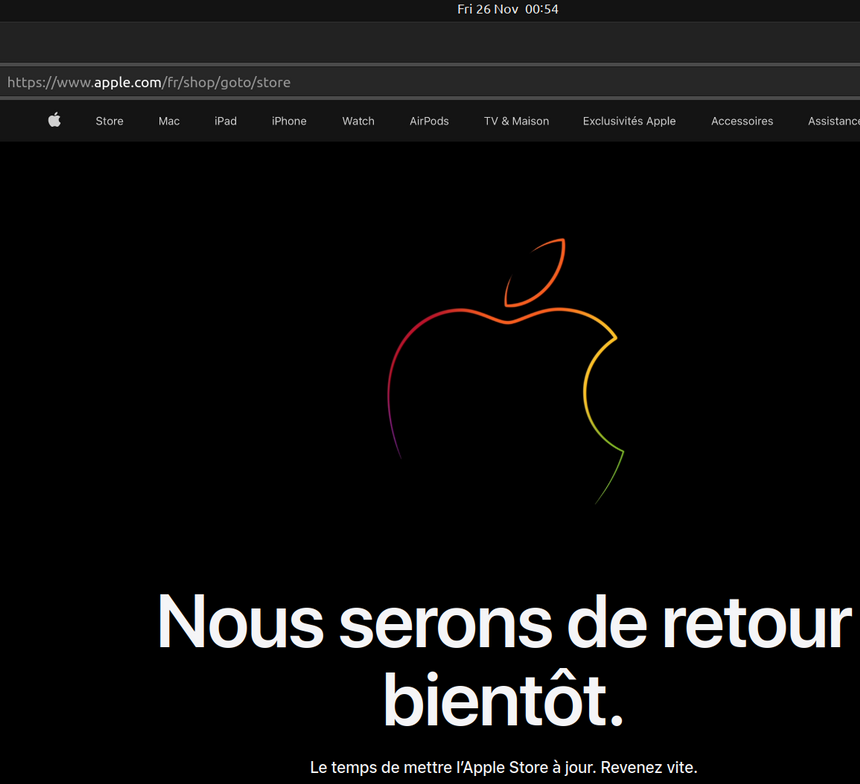 Fri 26 Nov 00:54
https://www.apple.com/fr/shop/goto/store
Store Mac iPad iPhone Watch AirPods TV & Maison Exclusivités Apple Accessoires Assistance
Nous serons de retour
bientôt.
Le temps de mettre l’Apple Store à jour. Revenez vite.